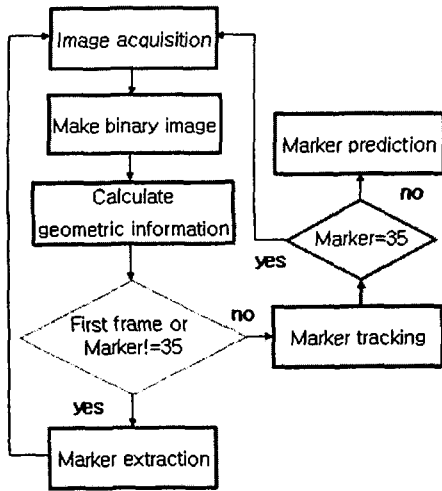 Image acquisition
Make binary image
Calculate
geometric information
First frame or
Marker!=35
no
yes
Marker extraction
Marker tracking
Marker=35
yes
no
Marker prediction